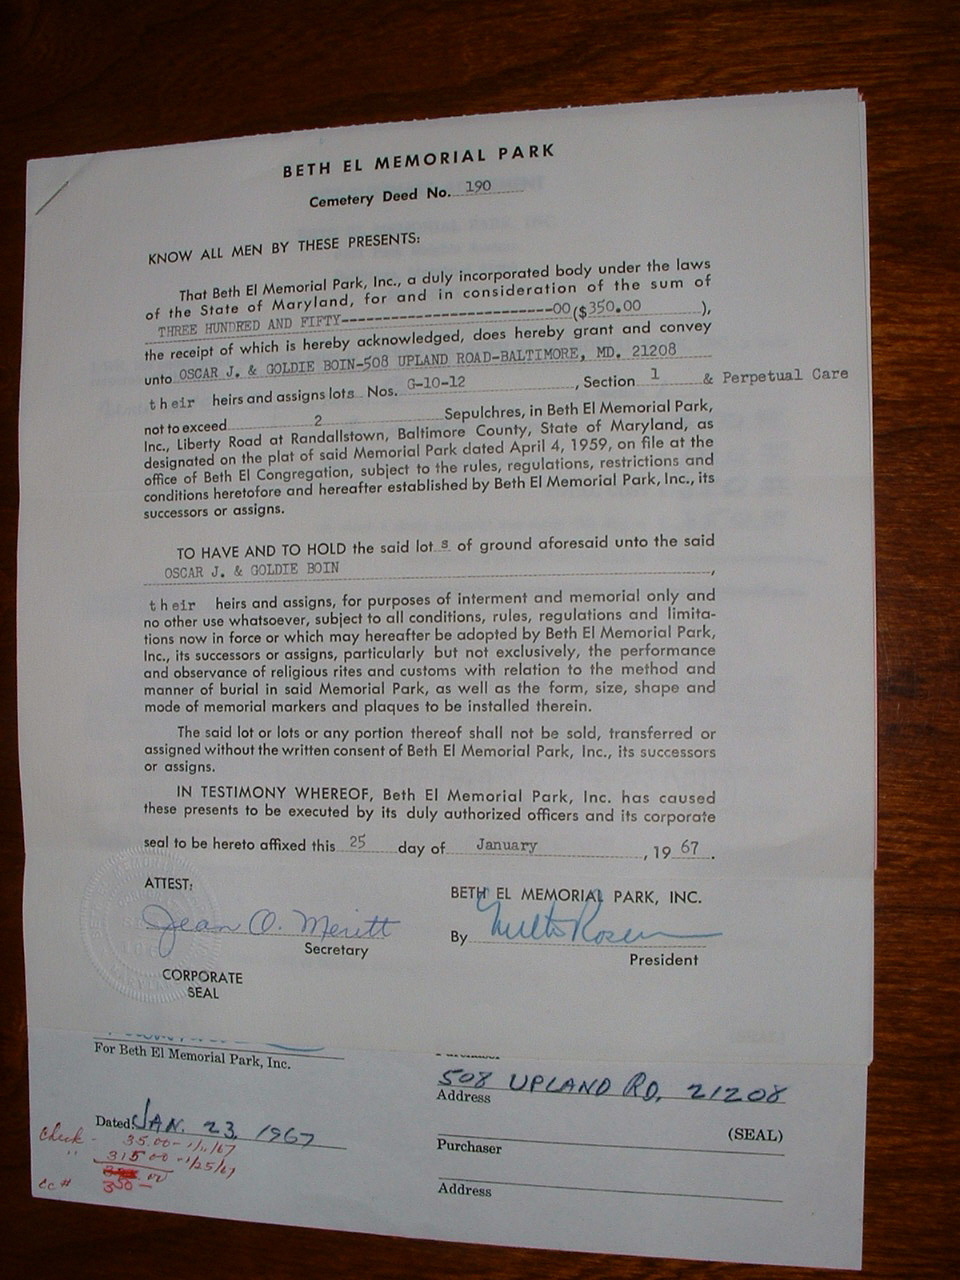 BETH EL MEMORIAL PARK
Cemetery Deed No. 190
KNOW ALL MEN BY THESE PRESENTS:
That Beth El Memorial Park, Inc., a duly incorporated body under the laws
of the State of Maryland, for and in consideration of the sum of
THREE HUNDRED AND FIFTY-------------------------00($350.00 ),
the receipt of which is hereby acknowledged, does hereby grant and convey
unto OSCAR J. & GOLDIE BOIN-508 UPLAND ROAD-BALTIMORE, MD. 21208
their heirs and assigns lots Nos. G-10-12 , Section 1 & Perpetual Care
not to exceed 2 Sepulchres, in Beth El Memorial Park,
Inc., Liberty Road at Randallstown, Baltimore County, State of Maryland, as
designated on the plat of said Memorial Park dated April 4, 1959, on file at the
office of Beth El Congregation, subject to the rules, regulations, restrictions and
conditions heretofore and hereafter established by Beth El Memorial Park, Inc., its
successors or assigns.
TO HAVE AND TO HOLD the said lot s of ground aforesaid unto the said
OSCAR J. & GOLDIE BOIN ,
their heirs and assigns, for purposes of interment and memorial only and
no other use whatsoever, subject to all conditions, rules, regulations and limita-
tions now in force or which may hereafter be adopted by Beth El Memorial Park,
Inc., its successors or assigns, particularly but not exclusively, the performance
and observance of religious rites and customs with relation to the method and
manner of burial in said Memorial Park, as well as the form, size, shape and
mode of memorial markers and plaques to be installed therein.
The said lot or lots or any portion thereof shall not be sold, transferred or
assigned without the written consent of Beth El Memorial Park, Inc., its successors
or assigns.
IN TESTIMONY WHEREOF, Beth El Memorial Park, Inc. has caused
these presents to be executed by its duly authorized officers and its corporate
seal to be hereto affixed this 25 day of January , 19 67 .
ATTEST:
BETH EL MEMORIAL PARK, INC.
Jean O. Meritt
By Milton Rosen
Secretary
President
CORPORATE
SEAL
For Beth El Memorial Park, Inc.
508 UPLAND RD, 21208
Address
Dated JAN. 23, 1967
(SEAL)
Purchaser
Address
Check - 35.00 - 1/11/67
" 315.00 - 1/25/67
cc # 350 -